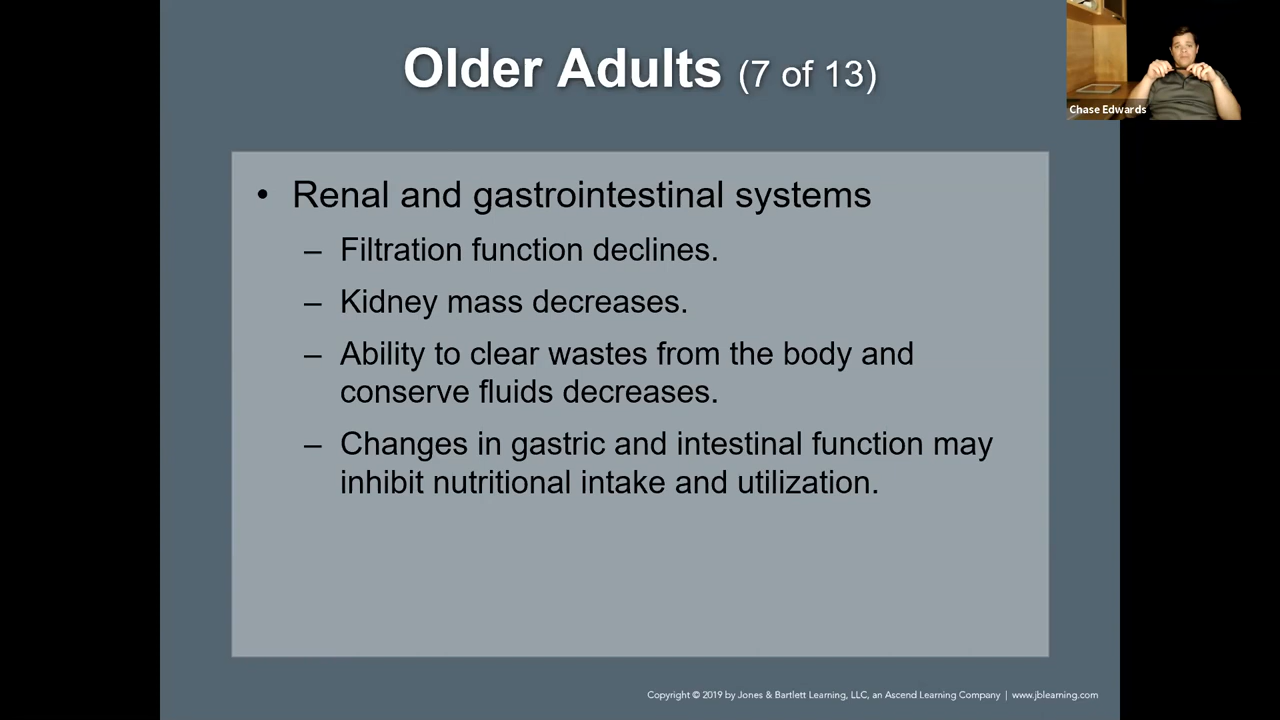 Older Adults (7 of 13)
Chase Edwards
• Renal and gastrointestinal systems
– Filtration function declines.
– Kidney mass decreases.
– Ability to clear wastes from the body and
conserve fluids decreases.
– Changes in gastric and intestinal function may
inhibit nutritional intake and utilization.
Copyright © 2019 by Jones & Bartlett Learning, LLC, an Ascend Learning Company | www.jblearning.com